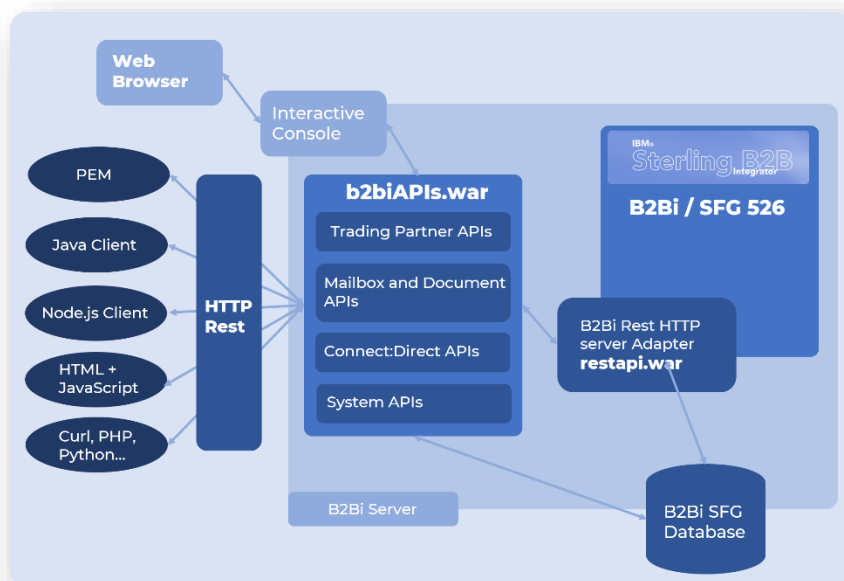 Web
Browser
Interactive
Console
PEM
Java Client
Node.js Client
HTML +
JavaScript
Curl, PHP,
Python...
HTTP
Rest
b2biAPIs.war
Trading Partner APIs
Mailbox and Document
APIs
Connect:Direct APIs
System APIs
B2Bi Server
IBM®
Sterling B2B
Integrator
B2Bi / SFG 526
B2Bi Rest HTTP
server Adapter
restapi.war
B2Bi SFG
Database